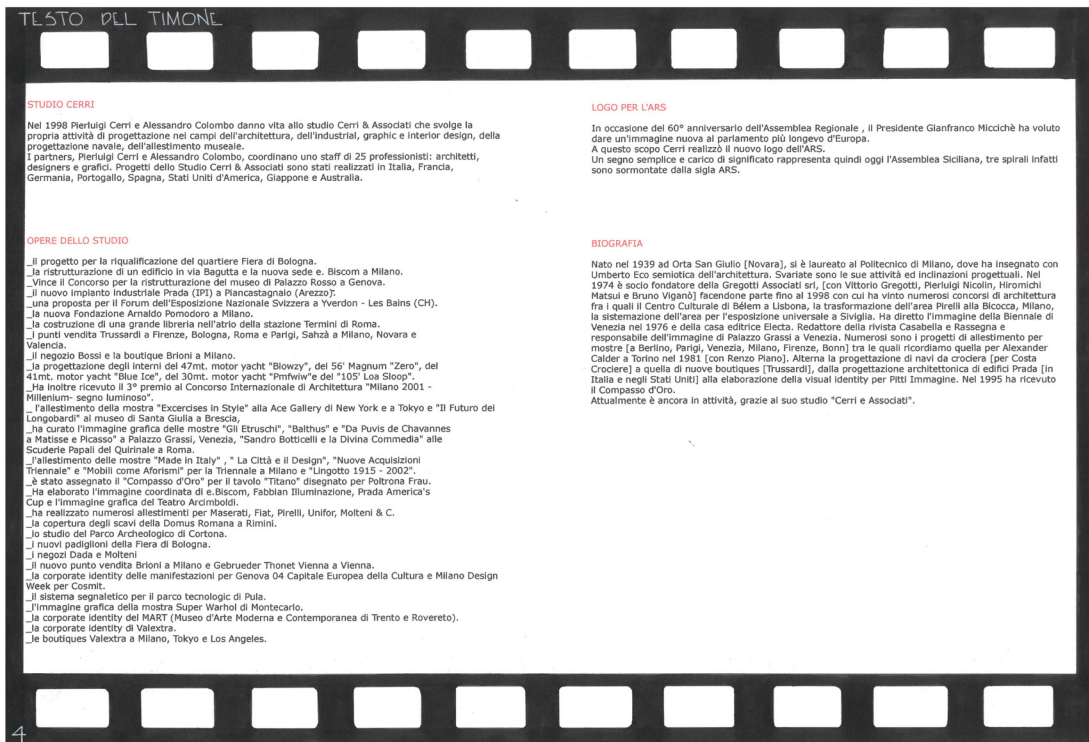 TESTO DEL TIMONE
STUDIO CERRI
Nel 1998 Pierluigi Cerri e Alessandro Colombo danno vita allo studio Cerri & Associati che svolge la
propria attività di progettazione nei campi dell'architettura, dell'industrial, graphic e interior design, della
progettazione navale, dell'allestimento museale.
I partners, Pierluigi Cerri e Alessandro Colombo, coordinano uno staff di 25 professionisti: architetti,
designers e grafici. Progetti dello Studio Cerri & Associati sono stati realizzati in Italia, Francia,
Germania, Portogallo, Spagna, Stati Uniti d'America, Giappone e Australia.
OPERE DELLO STUDIO
_il progetto per la riqualificazione del quartiere Fiera di Bologna.
_la ristrutturazione di un edificio in via Bagutta e la nuova sede e. Biscom a Milano.
_Vince il Concorso per la ristrutturazione del museo di Palazzo Rosso a Genova.
_il nuovo impianto industriale Prada (IPI) a Piancastagnaio (Arezzo).
_una proposta per il Forum dell'Esposizione Nazionale Svizzera a Yverdon - Les Bains (CH).
_la nuova Fondazione Arnaldo Pomodoro a Milano.
_la costruzione di una grande libreria nell'atrio della stazione Termini di Roma.
_i punti vendita Trussardi a Firenze, Bologna, Roma e Parigi, Sahzà a Milano, Novara e
Valencia.
_il negozio Bossi e la boutique Brioni a Milano.
_la progettazione degli interni del 47mt. motor yacht "Blowzy", del 56' Magnum "Zero", del
41mt. motor yacht "Blue Ice", del 30mt. motor yacht "Pmfwiw"e del "105' Loa Sloop".
_Ha inoltre ricevuto il 3° premio al Concorso Internazionale di Architettura "Milano 2001 -
Millenium- segno luminoso".
_ l'allestimento della mostra "Excercises in Style" alla Ace Gallery di New York e a Tokyo e "Il Futuro dei
Longobardi" al museo di Santa Giulia a Brescia,
_ha curato l'immagine grafica delle mostre "Gli Etruschi", "Balthus" e "Da Puvis de Chavannes
a Matisse e Picasso" a Palazzo Grassi, Venezia, "Sandro Botticelli e la Divina Commedia" alle
Scuderie Papali del Quirinale a Roma.
_l'allestimento delle mostre "Made in Italy" , " La Città e il Design", "Nuove Acquisizioni
Triennale" e "Mobili come Aforismi" per la Triennale a Milano e "Lingotto 1915 - 2002".
_è stato assegnato il "Compasso d'Oro" per il tavolo "Titano" disegnato per Poltrona Frau.
_Ha elaborato l'immagine coordinata di e.Biscom, Fabbian Illuminazione, Prada America's
Cup e l'immagine grafica del Teatro Arcimboldi.
_ha realizzato numerosi allestimenti per Maserati, Fiat, Pirelli, Unifor, Molteni & C.
_la copertura degli scavi della Domus Romana a Rimini.
_lo studio del Parco Archeologico di Cortona.
_i nuovi padiglioni della Fiera di Bologna.
_i negozi Dada e Molteni
_il nuovo punto vendita Brioni a Milano e Gebrueder Thonet Vienna a Vienna.
_la corporate identity delle manifestazioni per Genova 04 Capitale Europea della Cultura e Milano Design
Week per Cosmit.
_il sistema segnaletico per il parco tecnologic di Pula.
_l'immagine grafica della mostra Super Warhol di Montecarlo.
_la corporate identity del MART (Museo d'Arte Moderna e Contemporanea di Trento e Rovereto).
_la corporate identity di Valextra.
_le boutiques Valextra a Milano, Tokyo e Los Angeles.
LOGO PER L'ARS
In occasione del 60° anniversario dell'Assemblea Regionale , il Presidente Gianfranco Miccichè ha voluto
dare un'immagine nuova al parlamento più longevo d'Europa.
A questo scopo Cerri realizzò il nuovo logo dell'ARS.
Un segno semplice e carico di significato rappresenta quindi oggi l'Assemblea Siciliana, tre spirali infatti
sono sormontate dalla sigla ARS.
BIOGRAFIA
Nato nel 1939 ad Orta San Giulio [Novara], si è laureato al Politecnico di Milano, dove ha insegnato con
Umberto Eco semiotica dell'architettura. Svariate sono le sue attività ed inclinazioni progettuali. Nel
1974 è socio fondatore della Gregotti Associati srl, [con Vittorio Gregotti, Pierluigi Nicolin, Hiromichi
Matsui e Bruno Viganò] facendone parte fino al 1998 con cui ha vinto numerosi concorsi di architettura
fra i quali il Centro Culturale di Bélem a Lisbona, la trasformazione dell'area Pirelli alla Bicocca, Milano,
la sistemazione dell'area per l'esposizione universale a Siviglia. Ha diretto l'immagine della Biennale di
Venezia nel 1976 e della casa editrice Electa. Redattore della rivista Casabella e Rassegna e
responsabile dell'immagine di Palazzo Grassi a Venezia. Numerosi sono i progetti di allestimento per
mostre [a Berlino, Parigi, Venezia, Milano, Firenze, Bonn] tra le quali ricordiamo quella per Alexander
Calder a Torino nel 1981 [con Renzo Piano]. Alterna la progettazione di navi da crociera [per Costa
Crociere] a quella di nuove boutiques [Trussardi], dalla progettazione architettonica di edifici Prada [in
Italia e negli Stati Uniti] alla elaborazione della visual identity per Pitti Immagine. Nel 1995 ha ricevuto
il Compasso d'Oro.
Attualmente è ancora in attività, grazie al suo studio "Cerri e Associati".
4